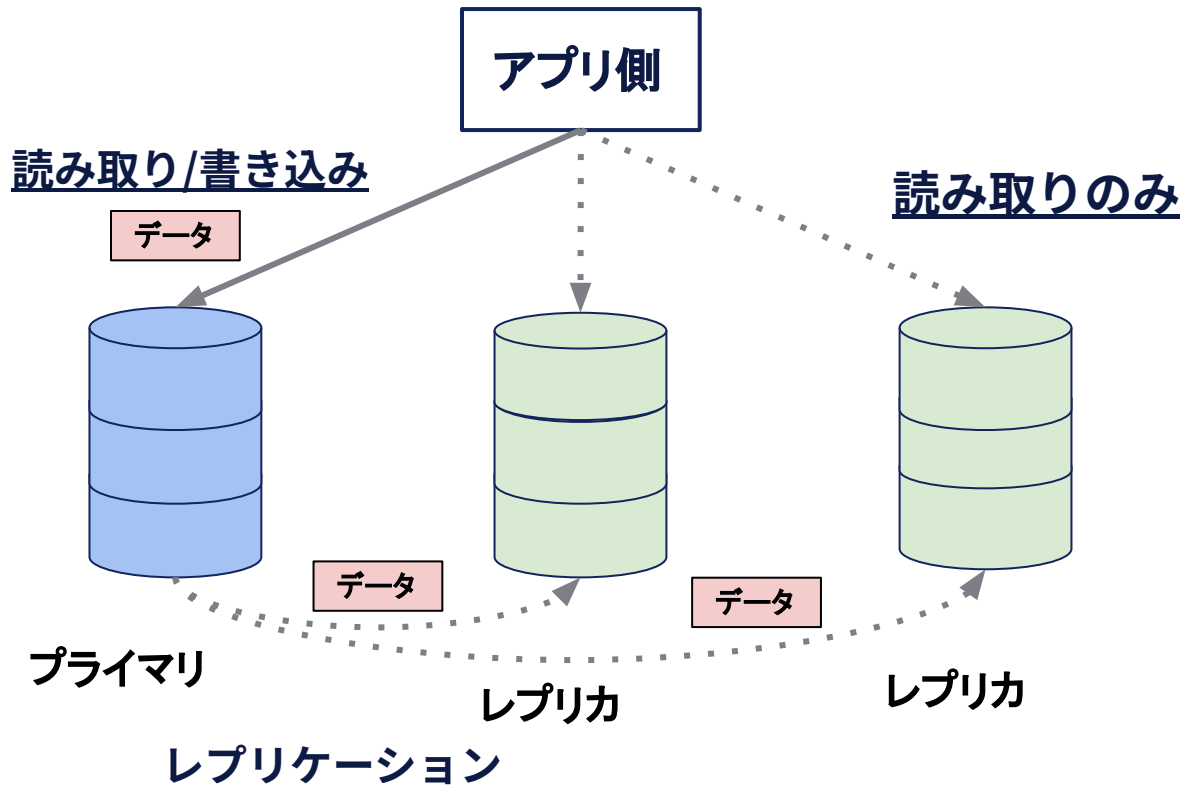 アプリ側
読み取り/書き込み
読み取りのみ
データ
データ
データ
プライマリ
レプリカ
レプリカ
レプリケーション